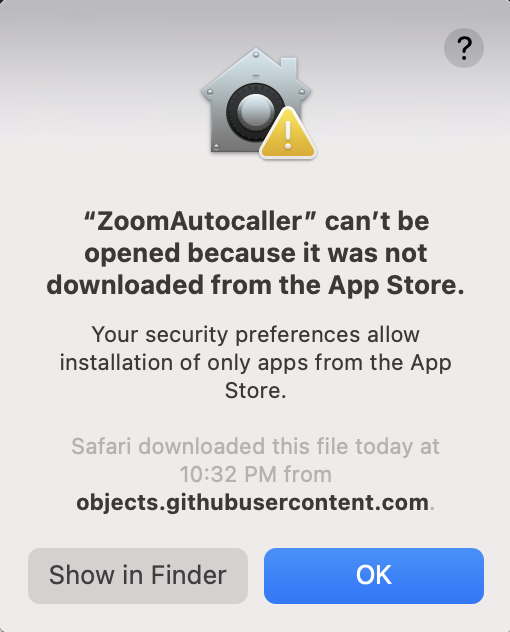 ?
“ZoomAutocaller” can’t be
opened because it was not
downloaded from the App Store.
Your security preferences allow
installation of only apps from the App
Store.
Safari downloaded this file today at
10:32 PM from
objects.githubusercontent.com.
Show in Finder
OK